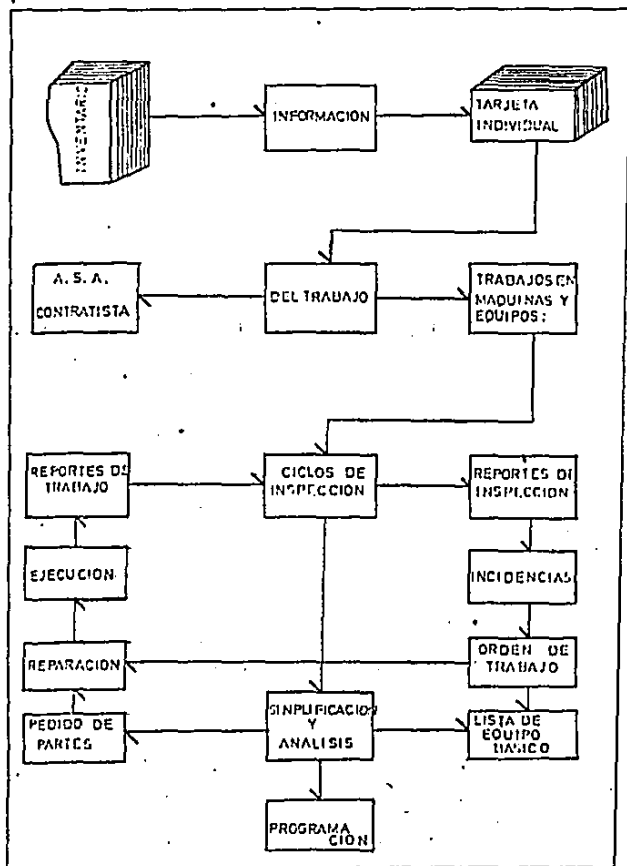 INVENTARIO
INFORMACION
TARJETA
INDIVIDUAL
A. S. A.
CONTRATISTA
DEL TRABAJO
TRABAJOS EN
MAQUINAS Y
EQUIPOS:
REPORTES DE
TRABAJO
CICLOS DE
INSPECCION
REPORTES DE
INSPECCION
EJECUCION
INCIDENCIAS
REPARACION
ORDEN DE
TRABAJO
PEDIDO DE
PARTES
SINPLIFICACION
Y
ANALISIS
LISTA DE
EQUIPO
BASICO
PROGRAMA
CION